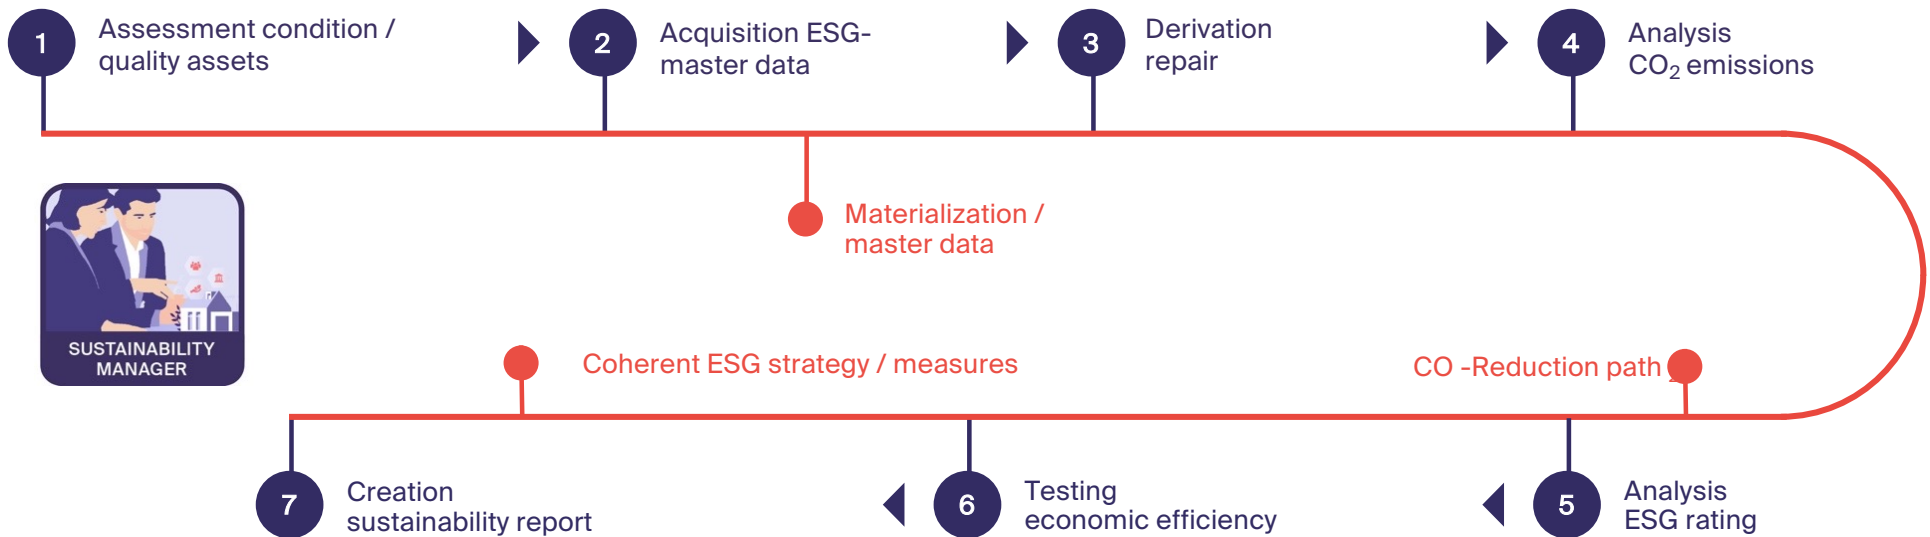 1
Assessment condition /
quality assets
2
Acquisition ESG-
master data
3
Derivation
repair
4
Analysis
CO₂ emissions
Materialization /
master data
SUSTAINABILITY
MANAGER
Coherent ESG strategy / measures
CO -Reduction path ₂
7
Creation
sustainability report
6
Testing
economic efficiency
5
Analysis
ESG rating